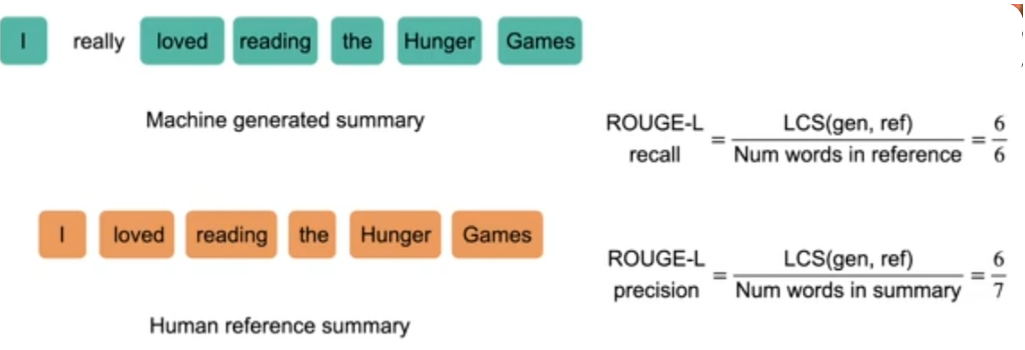 I really loved reading the Hunger Games
Machine generated summary
ROUGE-L recall = LCS(gen, ref) / Num words in reference = 6/6
I loved reading the Hunger Games
Human reference summary
ROUGE-L precision = LCS(gen, ref) / Num words in summary = 6/7